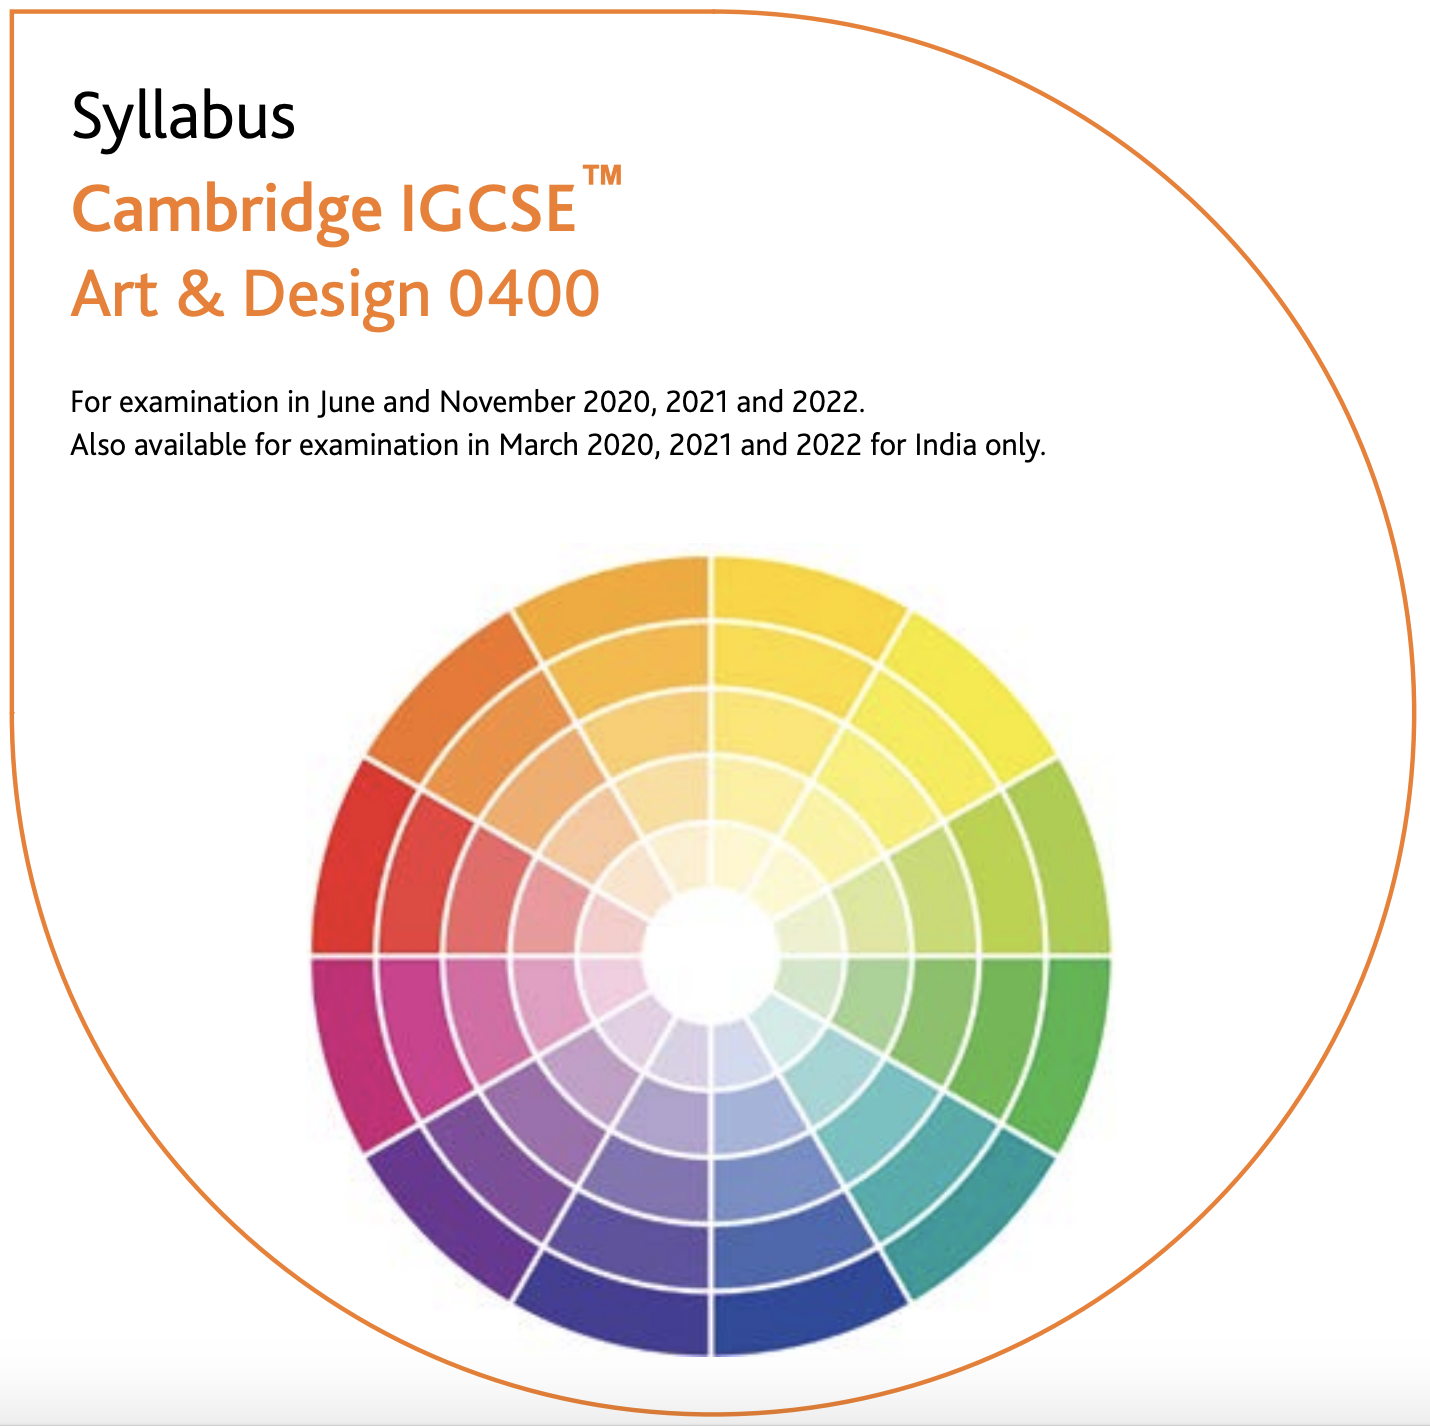 Syllabus
Cambridge IGCSE™
Art & Design 0400
For examination in June and November 2020, 2021 and 2022.
Also available for examination in March 2020, 2021 and 2022 for India only.